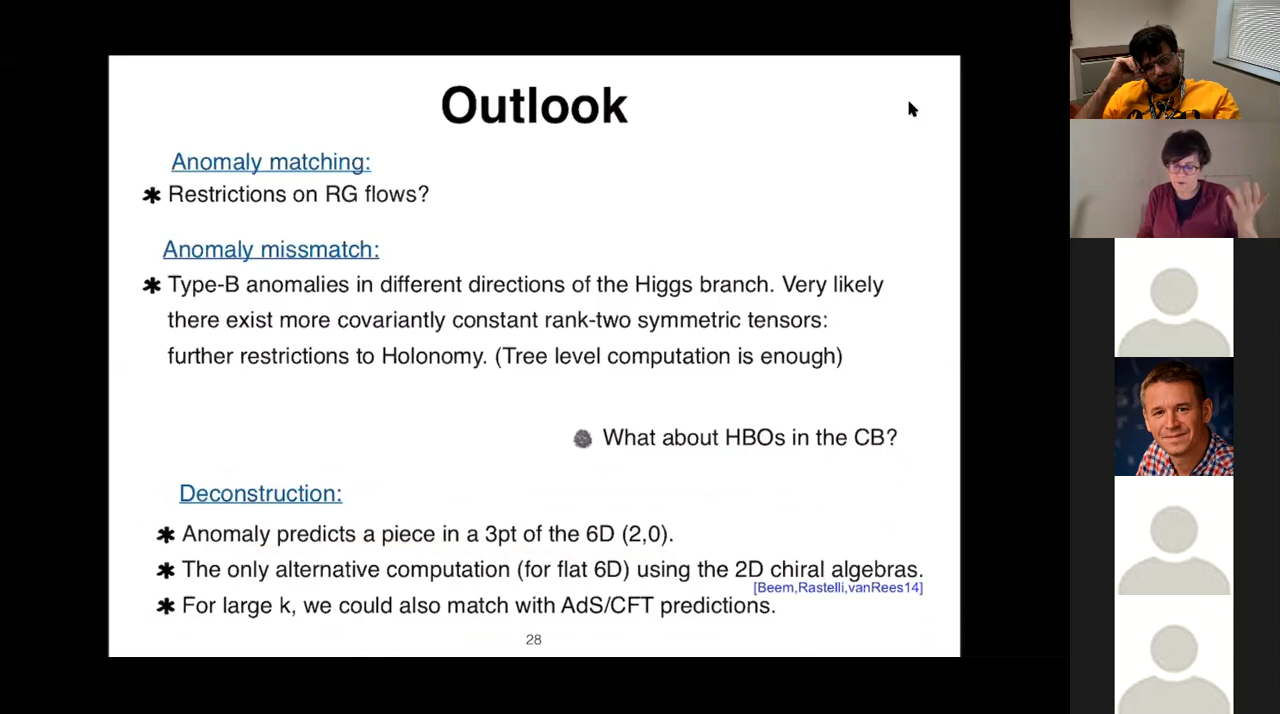 Outlook
Anomaly matching:
✱ Restrictions on RG flows?
Anomaly missmatch:
✱ Type-B anomalies in different directions of the Higgs branch. Very likely
there exist more covariantly constant rank-two symmetric tensors:
further restrictions to Holonomy. (Tree level computation is enough)
What about HBOs in the CB?
Deconstruction:
✱ Anomaly predicts a piece in a 3pt of the 6D (2,0).
✱ The only alternative computation (for flat 6D) using the 2D chiral algebras.
[Beem,Rastelli,vanRees14]
✱ For large k, we could also match with AdS/CFT predictions.
28